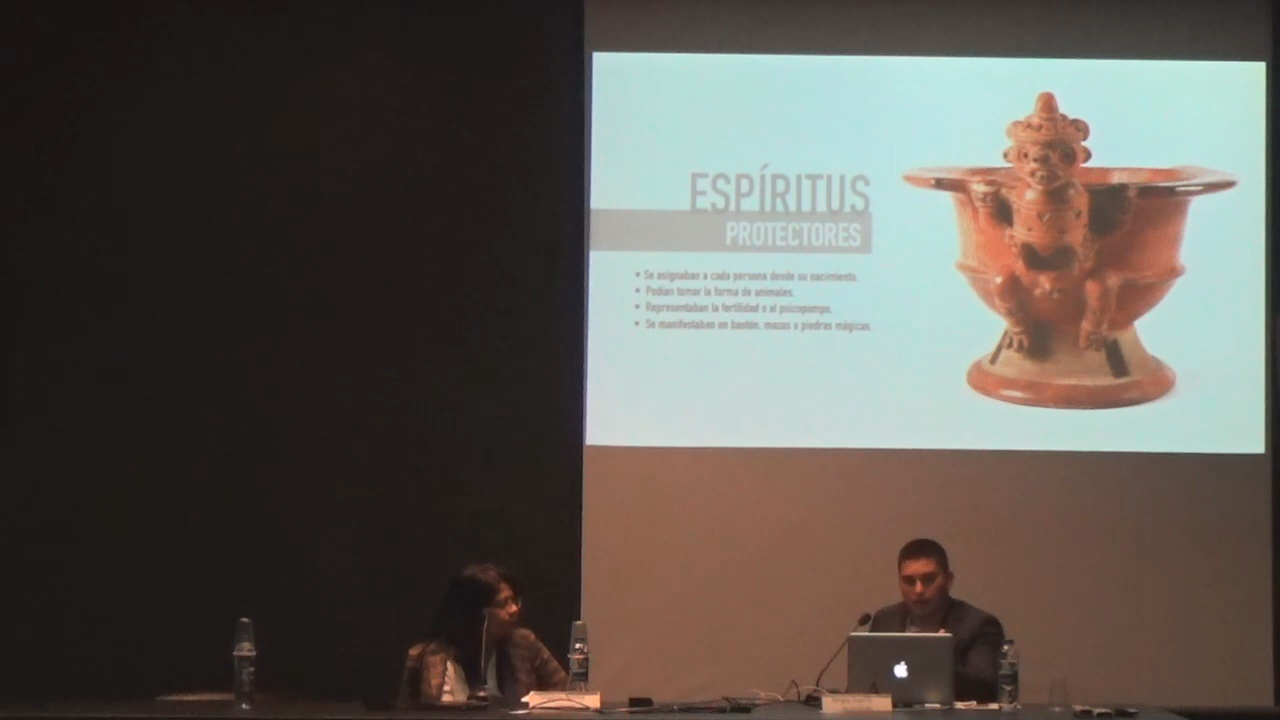 ESPÍRITUS
PROTECTORES
• Se asignaban a cada persona desde su nacimiento.
• Podían tomar la forma de animales.
• Representaban la fertilidad o al psicopompo.
• Se manifestaban en bastón, mazas o piedras mágicas.